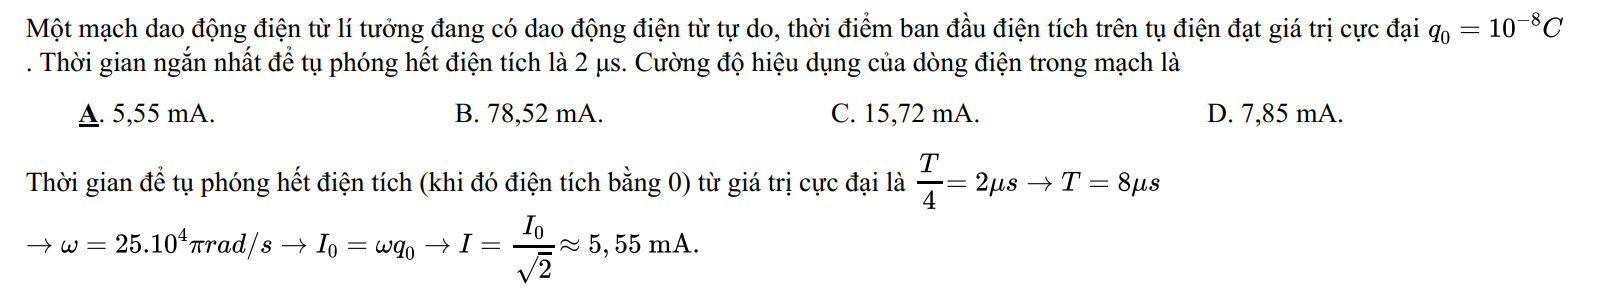 Một mạch dao động điện từ lí tưởng đang có dao động điện từ tự do, thời điểm ban đầu điện tích trên tụ điện đạt giá trị cực đại $q_0 = 10^{-8}C$
. Thời gian ngắn nhất để tụ phóng hết điện tích là 2 μs. Cường độ hiệu dụng của dòng điện trong mạch là
A. 5,55 mA. B. 78,52 mA. C. 15,72 mA. D. 7,85 mA.
Thời gian để tụ phóng hết điện tích (khi đó điện tích bằng 0) từ giá trị cực đại là $\frac{T}{4} = 2\mu s \rightarrow T = 8\mu s$
$\rightarrow \omega = 25.10^4 \pi rad/s \rightarrow I_0 = \omega q_0 \rightarrow I = \frac{I_0}{\sqrt{2}} \approx 5,55$ mA.